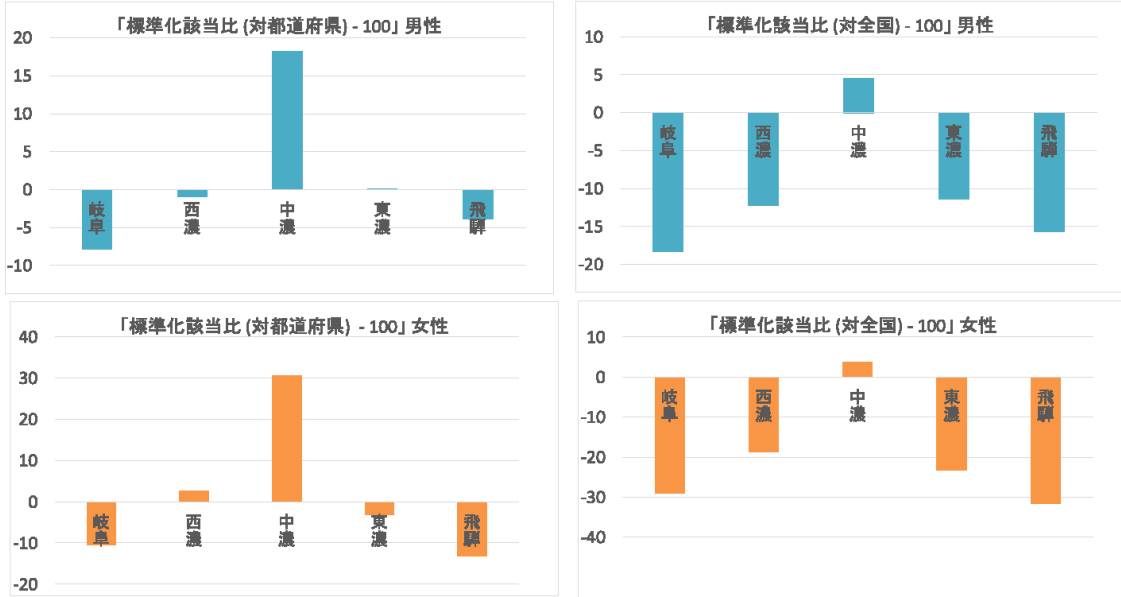 「標準化該当比 (対都道府県) - 100」 男性
20
15
10
5
0
-5
-10
岐阜
西濃
中濃
東濃
飛騨
「標準化該当比 (対全国) - 100」 男性
10
5
0
-5
-10
-15
-20
岐阜
西濃
中濃
東濃
飛騨
「標準化該当比 (対都道府県) - 100」 女性
40
30
20
10
0
-10
-20
岐阜
西濃
中濃
東濃
飛騨
「標準化該当比 (対全国) - 100」 女性
10
0
-10
-20
-30
-40
岐阜
西濃
中濃
東濃
飛騨